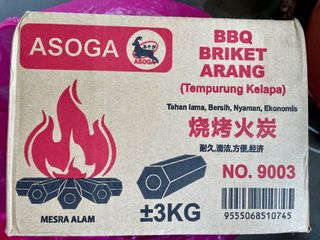 ASOGA
ASOGA
BBQ
BRIKET
ARANG
(Tempurung Kelapa)
Tahan lama, Bersih, Nyaman, Ekonomis
烧烤火炭
耐久,清洁,方便,经济
NO. 9003
MESRA ALAM
±3KG
9555068510745